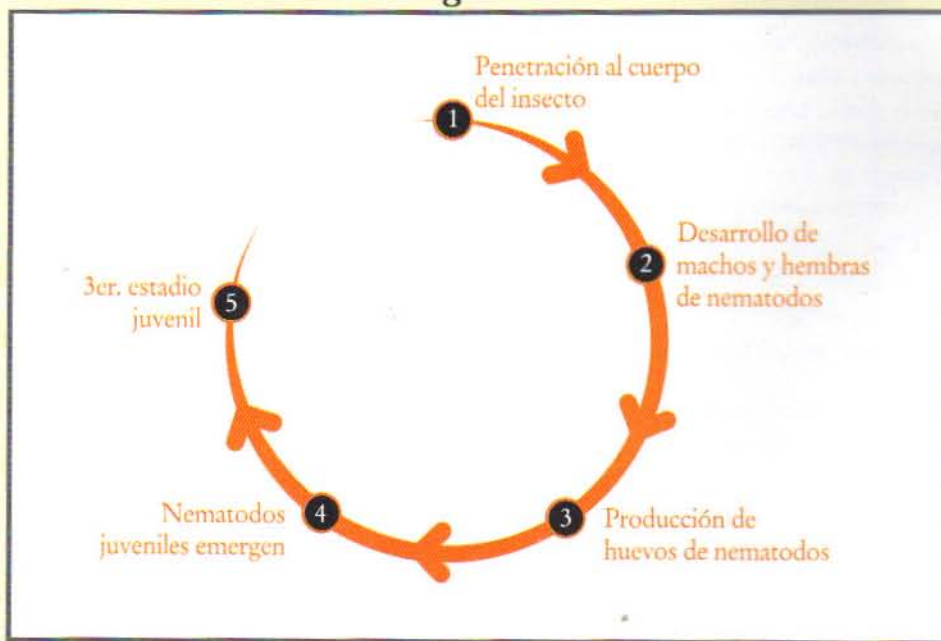 1
Penetración al cuerpo
del insecto
2
Desarrollo de
machos y hembras
de nematodos
3
Producción de
huevos de nematodos
4
Nematodos
juveniles emergen
5
3er. estadio
juvenil